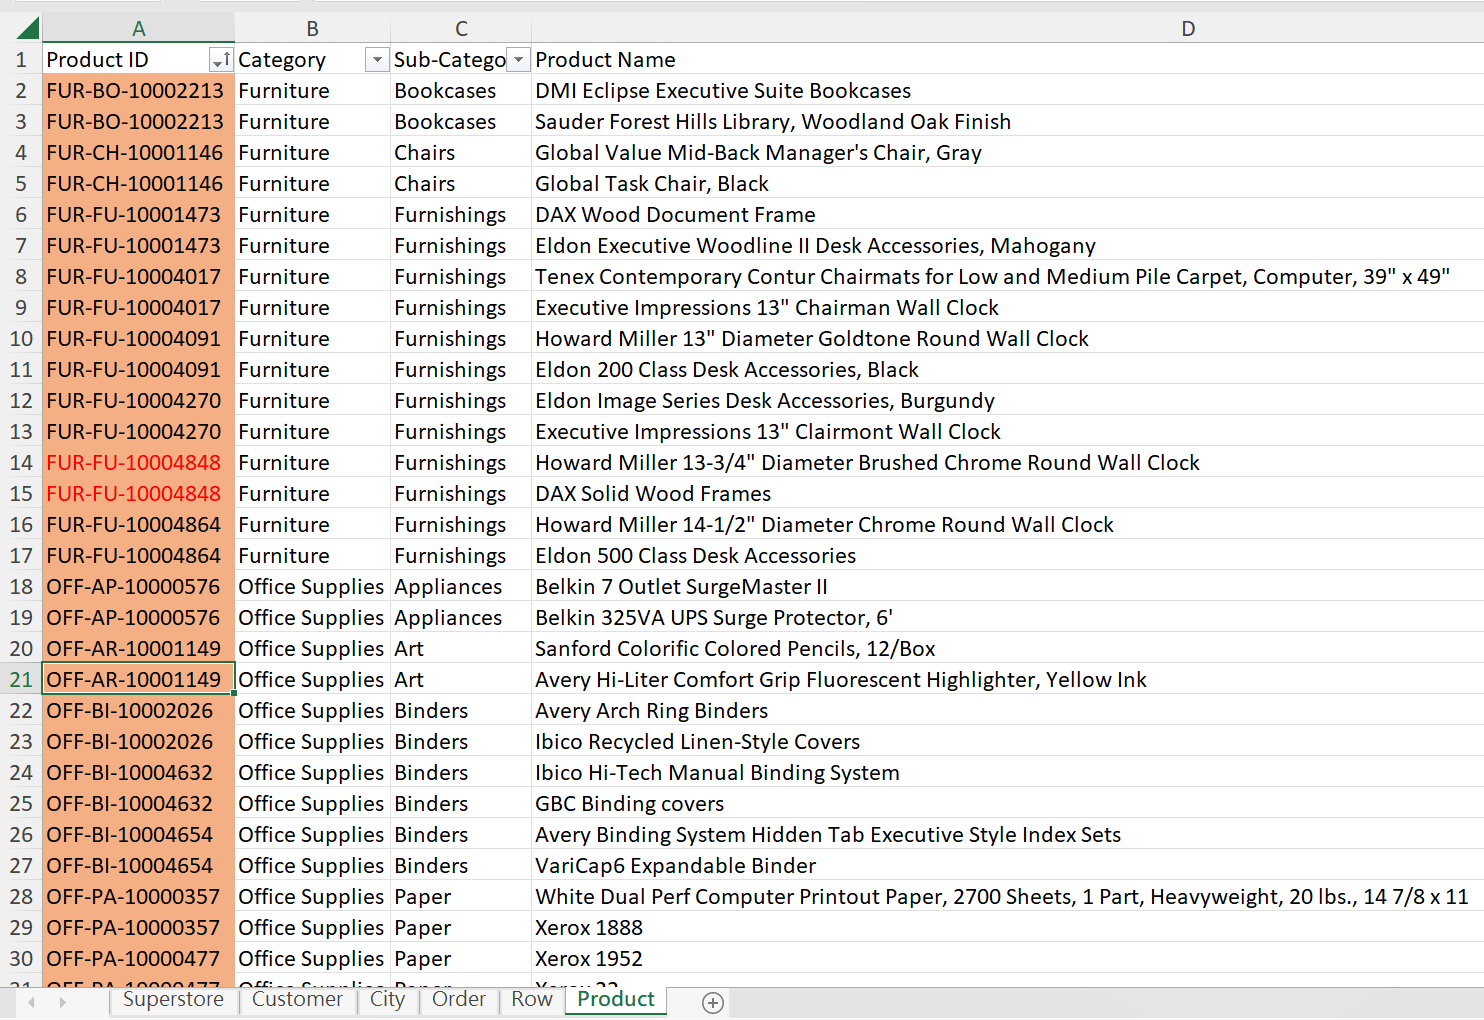 A B C D
1 Product ID Category Sub-Catego Product Name
2 FUR-BO-10002213 Furniture Bookcases DMI Eclipse Executive Suite Bookcases
3 FUR-BO-10002213 Furniture Bookcases Sauder Forest Hills Library, Woodland Oak Finish
4 FUR-CH-10001146 Furniture Chairs Global Value Mid-Back Manager's Chair, Gray
5 FUR-CH-10001146 Furniture Chairs Global Task Chair, Black
6 FUR-FU-10001473 Furniture Furnishings DAX Wood Document Frame
7 FUR-FU-10001473 Furniture Furnishings Eldon Executive Woodline II Desk Accessories, Mahogany
8 FUR-FU-10004017 Furniture Furnishings Tenex Contemporary Contur Chairmats for Low and Medium Pile Carpet, Computer, 39" x 49"
9 FUR-FU-10004017 Furniture Furnishings Executive Impressions 13" Chairman Wall Clock
10 FUR-FU-10004091 Furniture Furnishings Howard Miller 13" Diameter Goldtone Round Wall Clock
11 FUR-FU-10004091 Furniture Furnishings Eldon 200 Class Desk Accessories, Black
12 FUR-FU-10004270 Furniture Furnishings Eldon Image Series Desk Accessories, Burgundy
13 FUR-FU-10004270 Furniture Furnishings Executive Impressions 13" Clairmont Wall Clock
14 FUR-FU-10004848 Furniture Furnishings Howard Miller 13-3/4" Diameter Brushed Chrome Round Wall Clock
15 FUR-FU-10004848 Furniture Furnishings DAX Solid Wood Frames
16 FUR-FU-10004864 Furniture Furnishings Howard Miller 14-1/2" Diameter Chrome Round Wall Clock
17 FUR-FU-10004864 Furniture Furnishings Eldon 500 Class Desk Accessories
18 OFF-AP-10000576 Office Supplies Appliances Belkin 7 Outlet SurgeMaster II
19 OFF-AP-10000576 Office Supplies Appliances Belkin 325VA UPS Surge Protector, 6'
20 OFF-AR-10001149 Office Supplies Art Sanford Colorific Colored Pencils, 12/Box
21 OFF-AR-10001149 Office Supplies Art Avery Hi-Liter Comfort Grip Fluorescent Highlighter, Yellow Ink
22 OFF-BI-10002026 Office Supplies Binders Avery Arch Ring Binders
23 OFF-BI-10002026 Office Supplies Binders Ibico Recycled Linen-Style Covers
24 OFF-BI-10004632 Office Supplies Binders Ibico Hi-Tech Manual Binding System
25 OFF-BI-10004632 Office Supplies Binders GBC Binding covers
26 OFF-BI-10004654 Office Supplies Binders Avery Binding System Hidden Tab Executive Style Index Sets
27 OFF-BI-10004654 Office Supplies Binders VariCap6 Expandable Binder
28 OFF-PA-10000357 Office Supplies Paper White Dual Perf Computer Printout Paper, 2700 Sheets, 1 Part, Heavyweight, 20 lbs., 14 7/8 x 11
29 OFF-PA-10000357 Office Supplies Paper Xerox 1888
30 OFF-PA-10000477 Office Supplies Paper Xerox 1952
Superstore Customer City Order Row Product